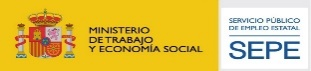 MINISTERIO
DE TRABAJO
Y ECONOMÍA SOCIAL
SERVICIO PÚBLICO
DE EMPLEO ESTATAL
SEPE